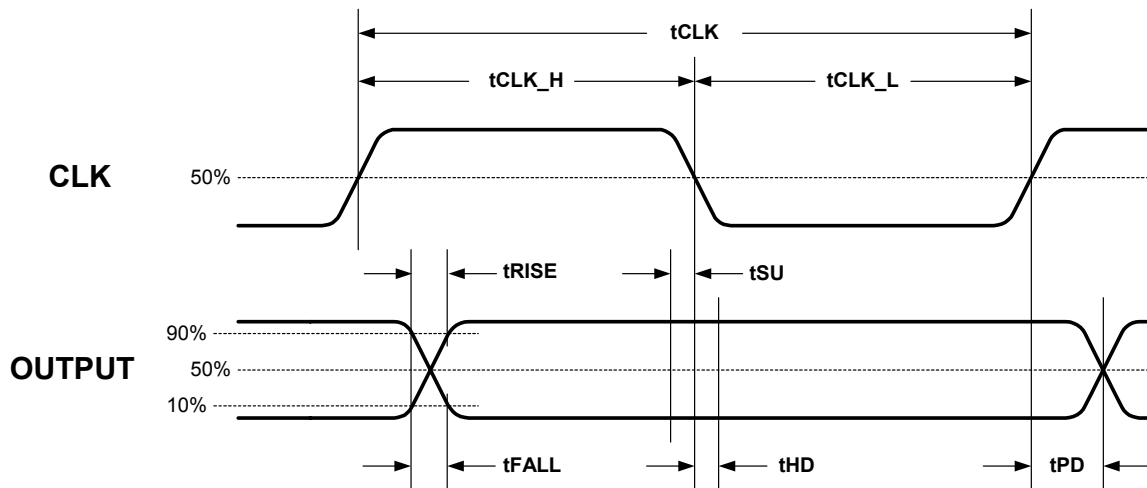 tCLK
tCLK_H
tCLK_L
CLK
50%
tRISE
tSU
90%
OUTPUT
50%
10%
tFALL
tHD
tPD